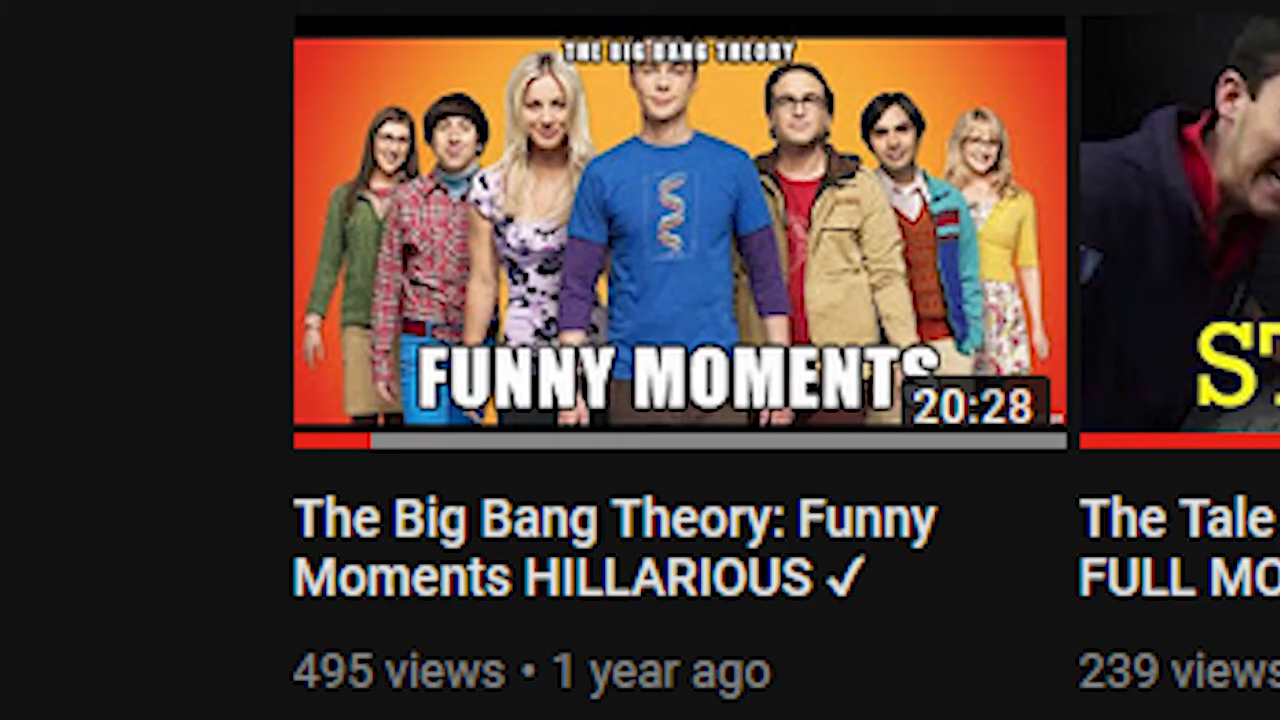 THE BIG BANG THEORY
FUNNY MOMENTS
20:28
The Big Bang Theory: Funny
Moments HILLARIOUS ✓
495 views • 1 year ago
ST
The Tale
FULL MO
239 views